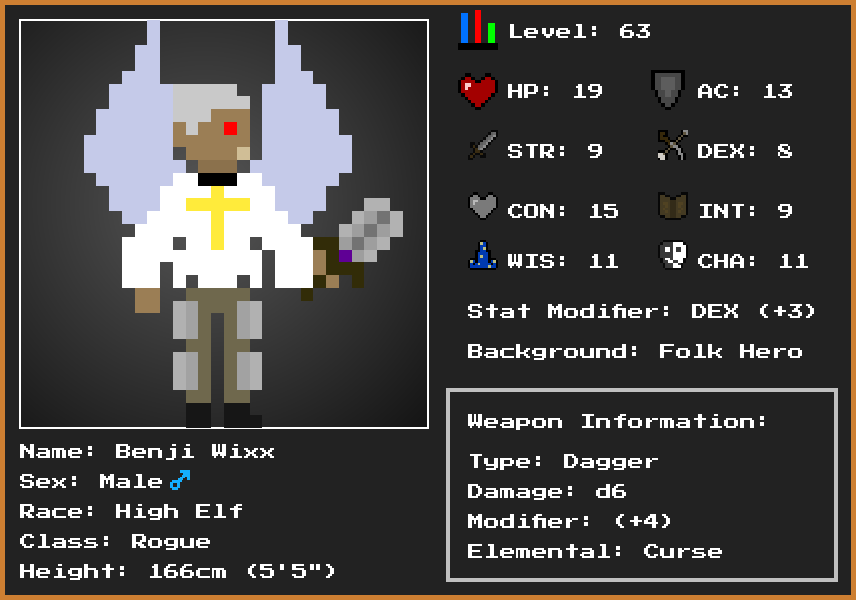 Level: 63
HP: 19
AC: 13
STR: 9
DEX: 8
CON: 15
INT: 9
WIS: 11
CHA: 11
Stat Modifier: DEX (+3)
Background: Folk Hero
Weapon Information:
Type: Dagger
Damage: d6
Modifier: (+4)
Elemental: Curse
Name: Benji Wixx
Sex: Male♂
Race: High Elf
Class: Rogue
Height: 166cm (5'5")